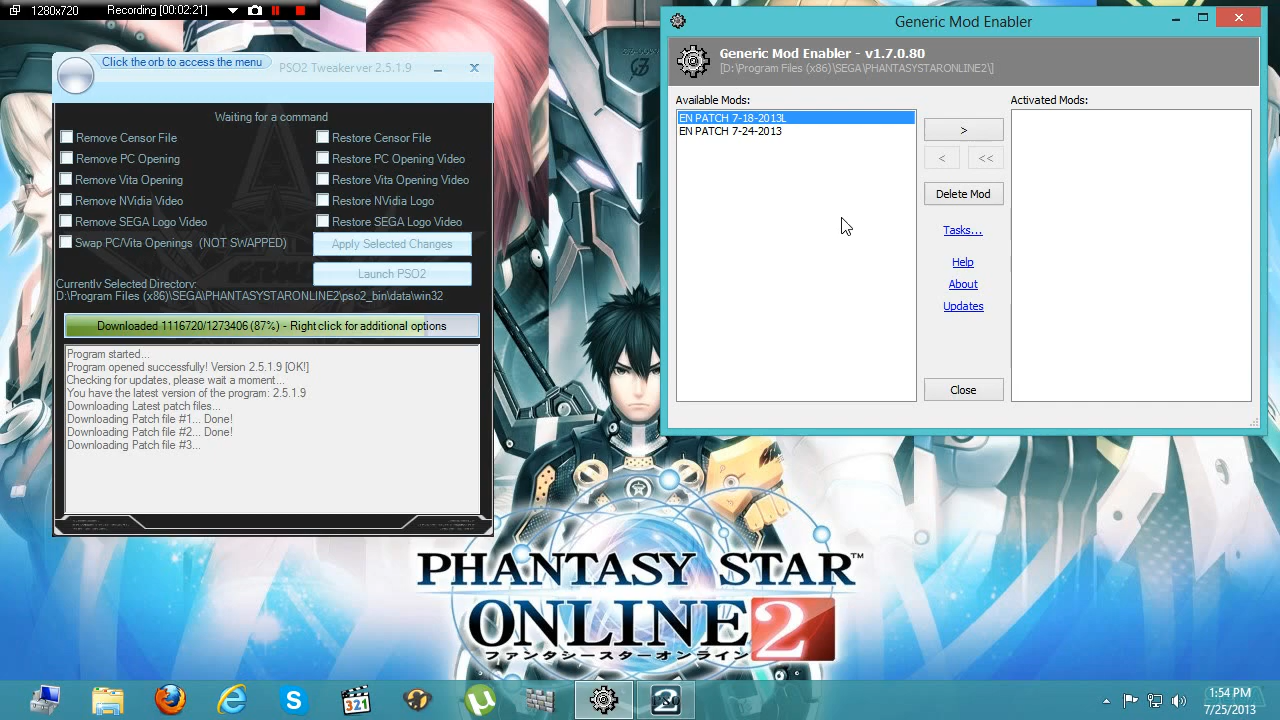 1280x720
Recording [00:02:21]
Click the orb to access the menu
PSO2 Tweaker ver 2.5.1.9
Waiting for a command
Remove Censor File
Restore Censor File
Remove PC Opening
Restore PC Opening Video
Remove Vita Opening
Restore Vita Opening Video
Remove NVidia Video
Restore NVidia Logo
Remove SEGA Logo Video
Restore SEGA Logo Video
Swap PC/Vita Openings (NOT SWAPPED)
Apply Selected Changes
Launch PSO2
Currently Selected Directory:
D:\Program Files (x86)\SEGA\PHANTASYSTARONLINE2\pso2_bin\data\win32
Downloaded 1116720/1273406 (87%) - Right click for additional options
Program started...
Program opened successfully! Version 2.5.1.9 [OK!]
Checking for updates, please wait a moment...
You have the latest version of the program: 2.5.1.9
Downloading Latest patch files...
Downloading Patch file #1... Done!
Downloading Patch file #2... Done!
Downloading Patch file #3...
Generic Mod Enabler
Generic Mod Enabler - v1.7.0.80
[D:\Program Files (x86)\SEGA\PHANTASYSTARONLINE2\]
Available Mods:
Activated Mods:
EN PATCH 7-18-2013L
EN PATCH 7-24-2013
>
<
<<
Delete Mod
Tasks...
Help
About
Updates
Close
PHANTASY STAR™
ONLINE 2
ファンタシースターオンライン
321
PSO
2
1:54 PM
7/25/2013